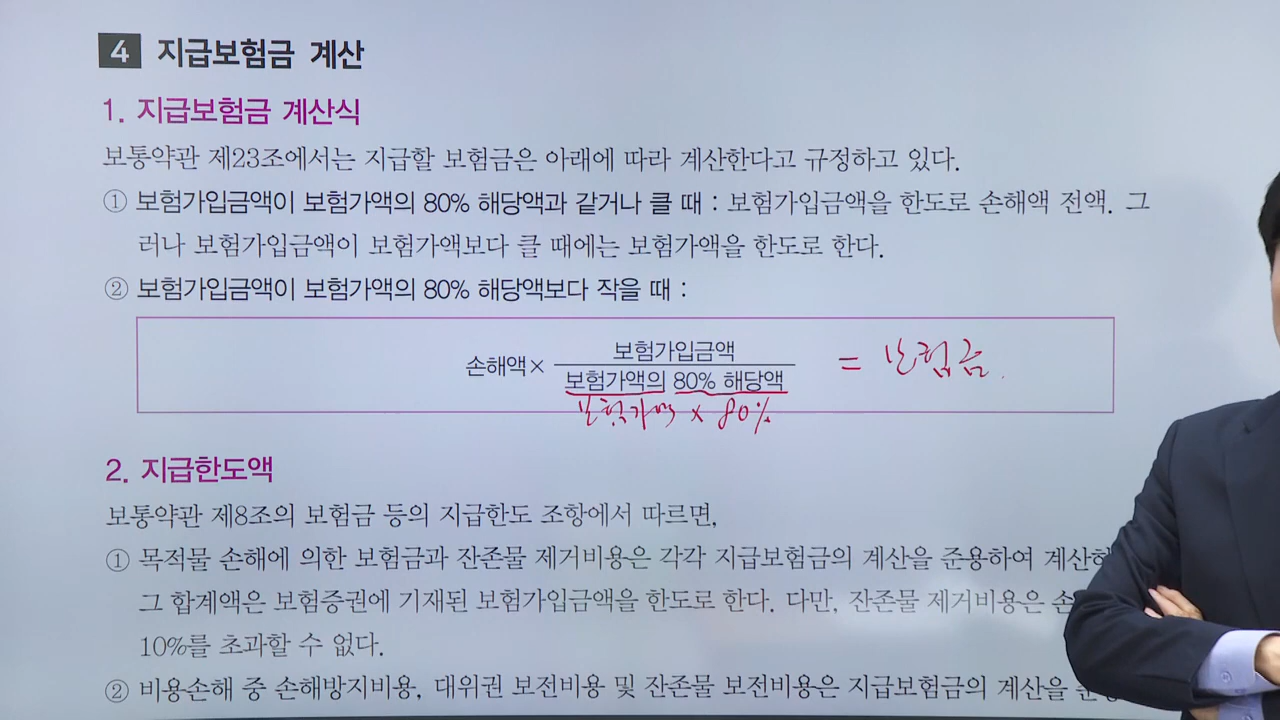 4 지급보험금 계산
1. 지급보험금 계산식
보통약관 제23조에서는 지급할 보험금은 아래에 따라 계산한다고 규정하고 있다.
① 보험가입금액이 보험가액의 80% 해당액과 같거나 클 때 : 보험가입금액을 한도로 손해액 전액. 그
러나 보험가입금액이 보험가액보다 클 때에는 보험가액을 한도로 한다.
② 보험가입금액이 보험가액의 80% 해당액보다 작을 때 :
보험가입금액
손해액×
= 보험금.
보험가액의 80% 해당액
보험가액 × 80%
2. 지급한도액
보통약관 제8조의 보험금 등의 지급한도 조항에서 따르면,
① 목적물 손해에 의한 보험금과 잔존물 제거비용은 각각 지급보험금의 계산을 준용하여
그 합계액은 보험증권에 기재된 보험가입금액을 한도로 한다. 다만, 잔존물 제거비용은
10%를 초과할 수 없다.
② 비용손해 중 손해방지비용, 대위권 보전비용 및 잔존물 보전비용은 지급보험금의 계산을